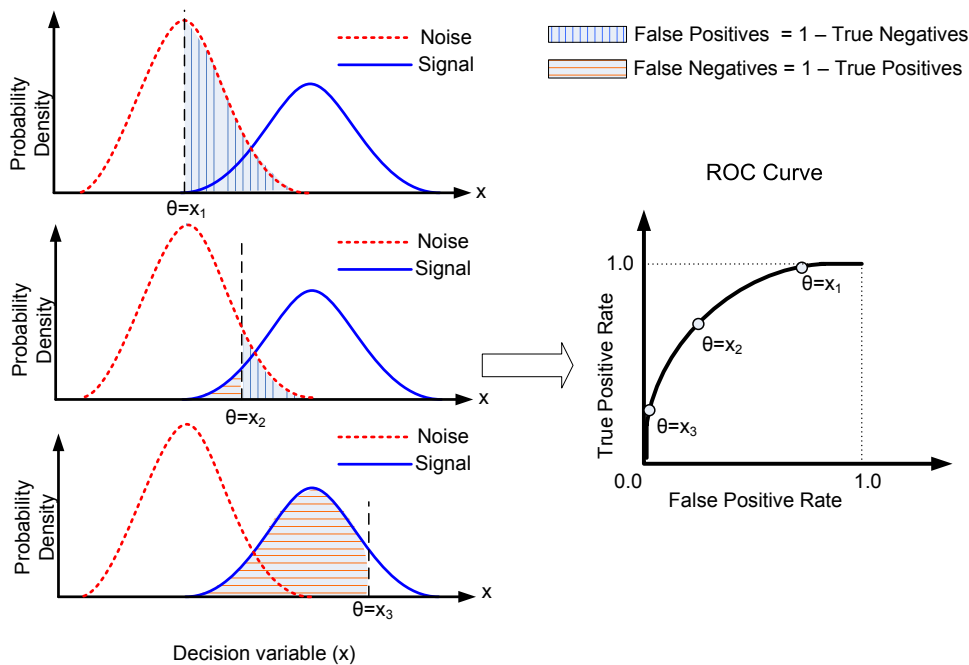 Probability
Density
Noise
Signal
x
θ=x₁
Probability
Density
Noise
Signal
x
θ=x₂
Probability
Density
Noise
Signal
x
θ=x₃
Decision variable (x)
False Positives = 1 – True Negatives
False Negatives = 1 – True Positives
ROC Curve
True Positive Rate
1.0
θ=x₁
θ=x₂
θ=x₃
0.0
1.0
False Positive Rate